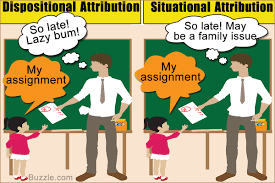 Dispositional Attribution
So late!
Lazy bum!
My
assignment
Situational Attribution
So late! May
be a family issue
My
assignment
Buzzle.com